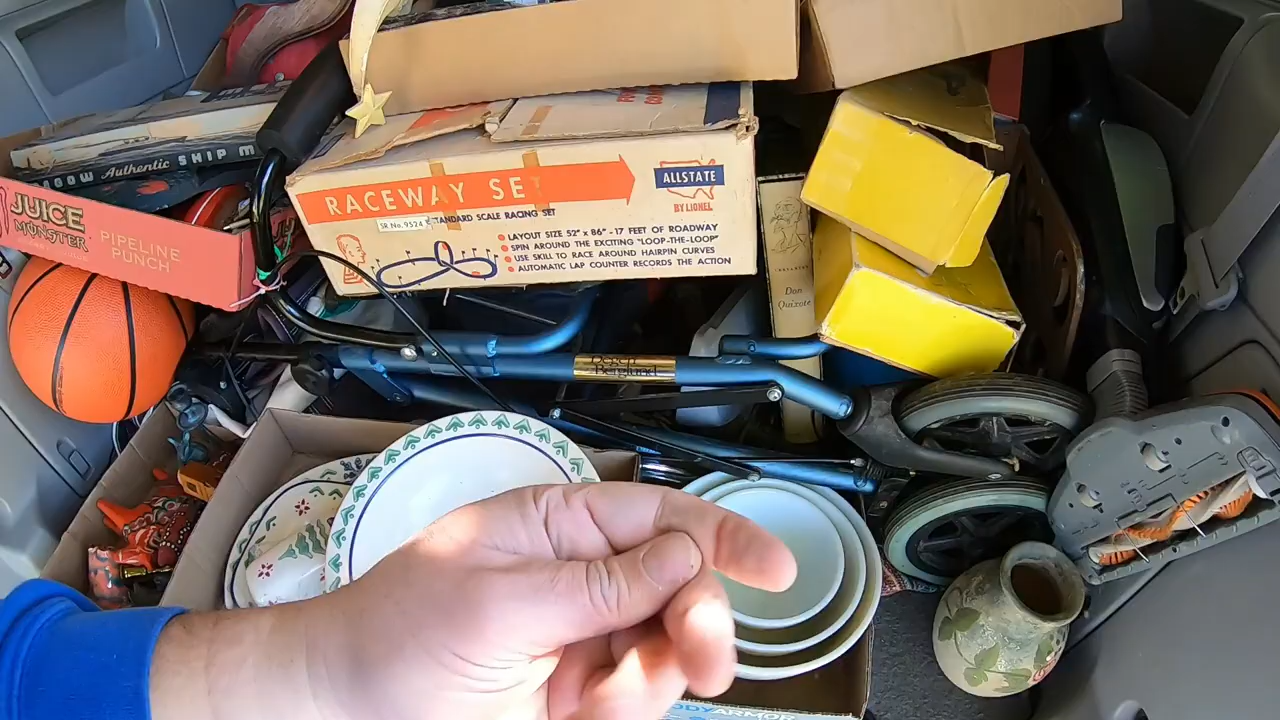 Authentic SHIP
JUICE
MONSTER
PIPELINE
PUNCH
RACEWAY SET
ALLSTATE
BY LIONEL
SR. No. 9524
STANDARD SCALE RACING SET
LAYOUT SIZE 52" x 86" - 17 FEET OF ROADWAY
SPIN AROUND THE EXCITING "LOOP-THE-LOOP"
USE SKILL TO RACE AROUND HAIRPIN CURVES
AUTOMATIC LAP COUNTER RECORDS THE ACTION
Don
Quixote
Dolomite
BODYARMOR